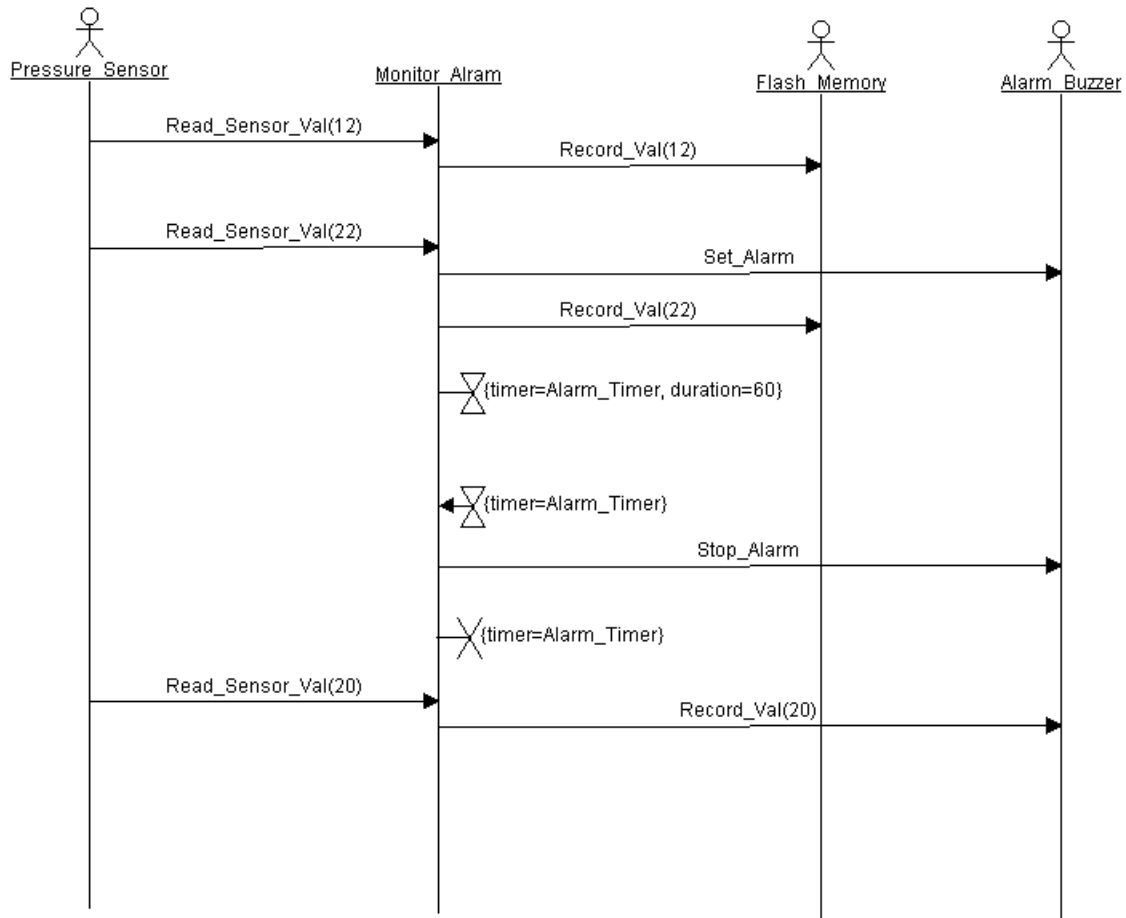 Pressure_Sensor
Monitor_Alram
Flash_Memory
Alarm_Buzzer
Read_Sensor_Val(12)
Record_Val(12)
Read_Sensor_Val(22)
Set_Alarm
Record_Val(22)
{timer=Alarm_Timer, duration=60}
{timer=Alarm_Timer}
Stop_Alarm
{timer=Alarm_Timer}
Read_Sensor_Val(20)
Record_Val(20)